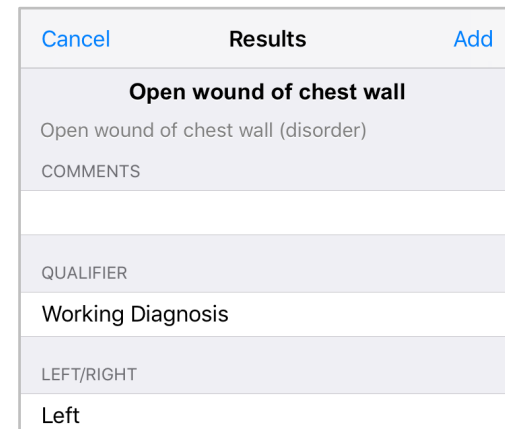 Cancel Results Add
Open wound of chest wall
Open wound of chest wall (disorder)
COMMENTS
QUALIFIER
Working Diagnosis
LEFT/RIGHT
Left